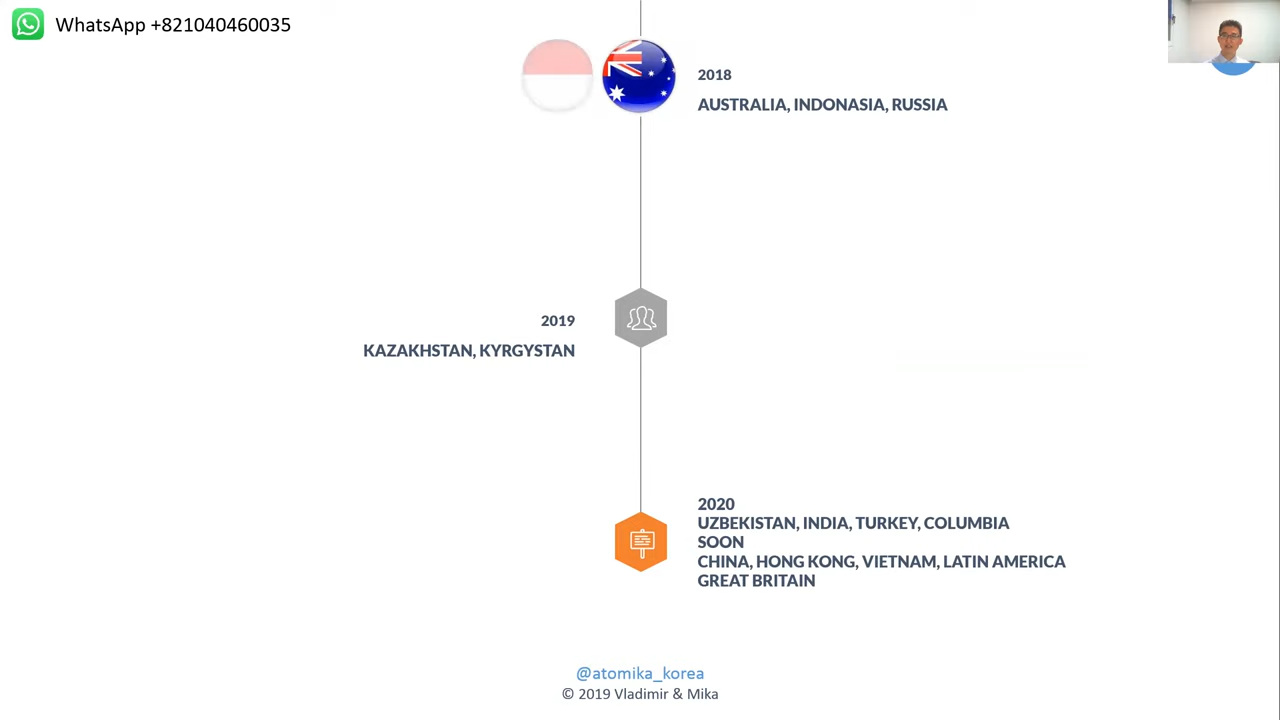 WhatsApp +821040460035
2018
AUSTRALIA, INDONASIA, RUSSIA
2019
KAZAKHSTAN, KYRGYSTAN
2020
UZBEKISTAN, INDIA, TURKEY, COLUMBIA
SOON
CHINA, HONG KONG, VIETNAM, LATIN AMERICA
GREAT BRITAIN
@atomika_korea
© 2019 Vladimir & Mika